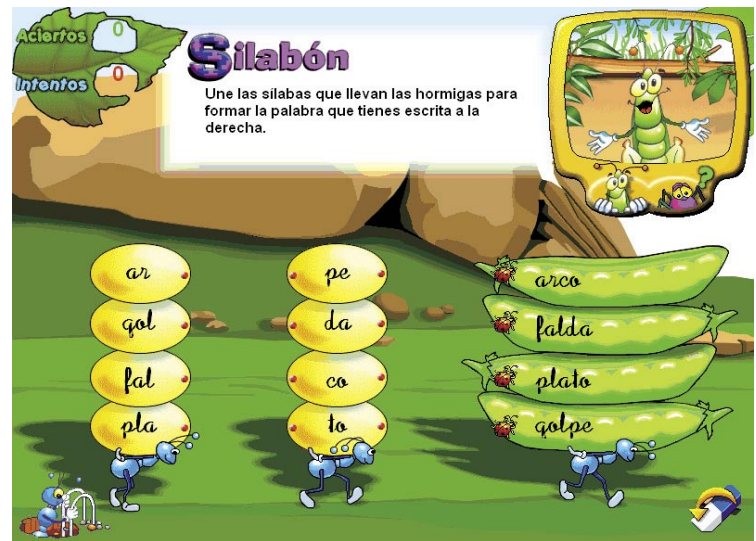 Aciertos 0
Intentos 0
Silabón
Une las sílabas que llevan las hormigas para
formar la palabra que tienes escrita a la
derecha.
ar
gol
fal
pla
pe
da
co
to
arco
falda
plato
golpe
?